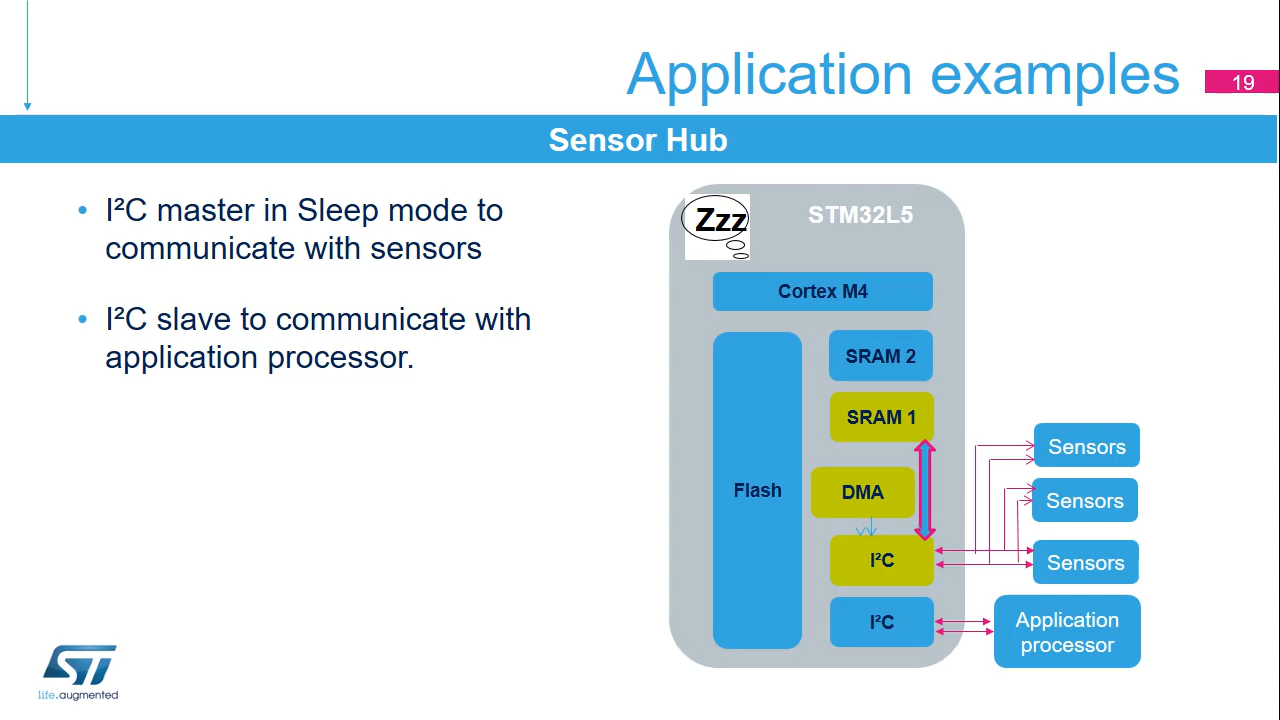 Application examples
19
Sensor Hub
• I²C master in Sleep mode to
communicate with sensors
• I²C slave to communicate with
application processor.
Zzz
STM32L5
Cortex M4
SRAM 2
SRAM 1
Flash
DMA
I²C
I²C
Sensors
Sensors
Sensors
Application
processor
ST
life.augmented